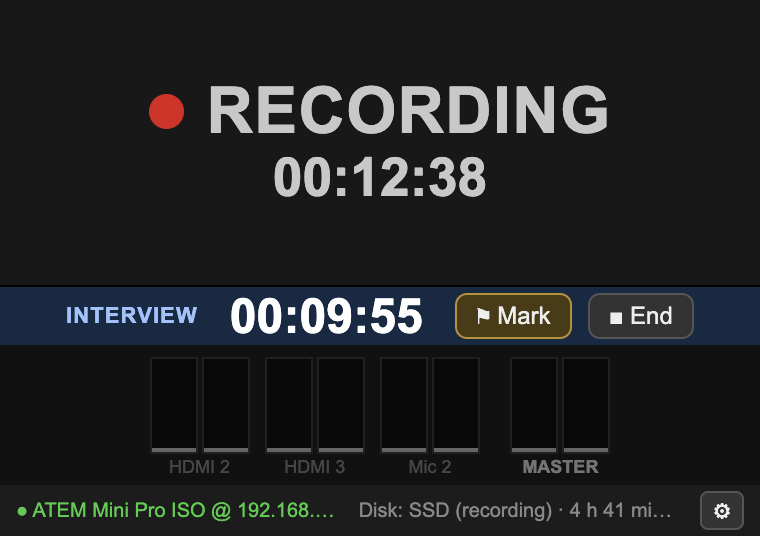 RECORDING
00:12:38
INTERVIEW 00:09:55 ⚑ Mark ■ End
HDMI 2 HDMI 3 Mic 2 MASTER
ATEM Mini Pro ISO @ 192.168.… Disk: SSD (recording) · 4 h 41 mi…